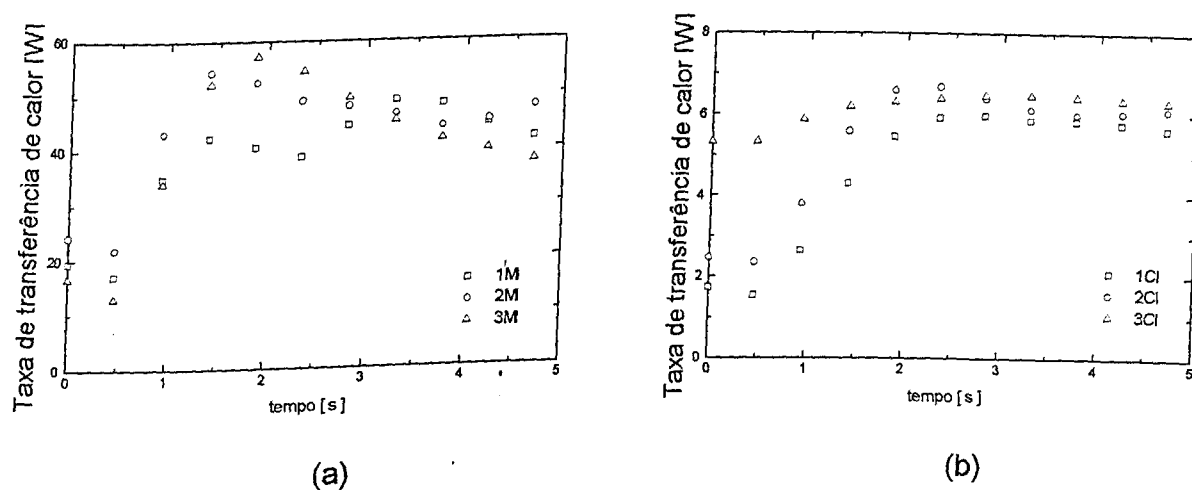 Taxa de transferência de calor [W]
60
40
20
0
0 1 2 3 4 5
tempo [s]
1M
2M
3M
(a)
Taxa de transferência de calor [W]
8
6
4
2
0
0 1 2 3 4 5
tempo [s]
1Cl
2Cl
3Cl
(b)